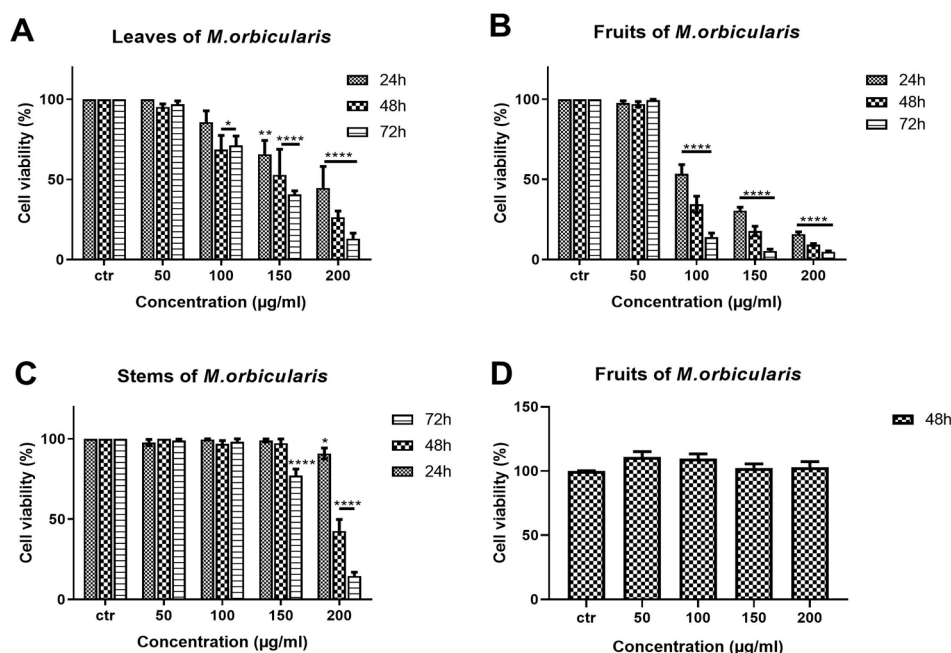 A
Leaves of M.orbicularis
24h
48h
72h
Cell viability (%)
100
50
0
*
**
****
****
ctr 50 100 150 200
Concentration (µg/ml)
B
Fruits of M.orbicularis
24h
48h
72h
Cell viability (%)
100
50
0
****
****
****
ctr 50 100 150 200
Concentration (µg/ml)
C
Stems of M.orbicularis
72h
48h
24h
Cell viability (%)
100
50
0
****
*
****
ctr 50 100 150 200
Concentration (µg/ml)
D
Fruits of M.orbicularis
48h
Cell viability (%)
150
100
50
0
ctr 50 100 150 200
Concentration (µg/ml)